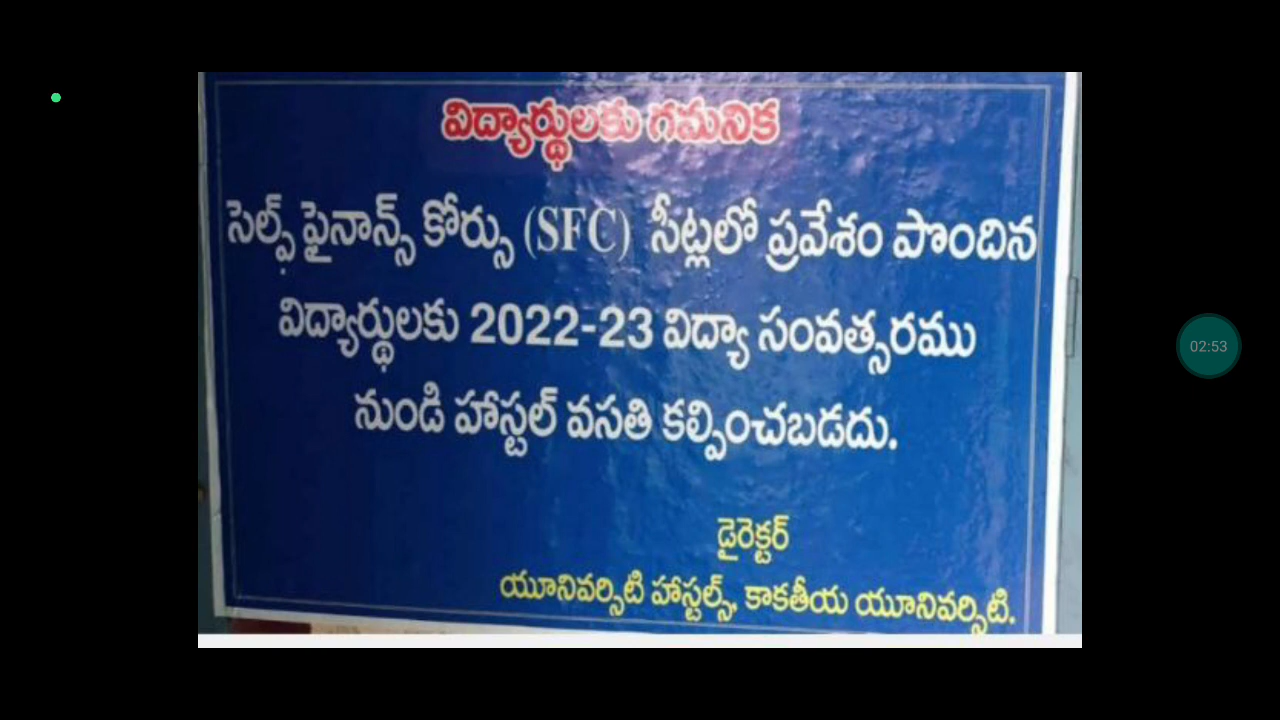 విద్యార్థులకు గమనిక
సెల్ఫ్ ఫైనాన్స్ కోర్సు (SFC) సీట్లలో ప్రవేశం పొందిన
విద్యార్థులకు 2022-23 విద్యా సంవత్సరము
నుండి హాస్టల్ వసతి కల్పించబడదు.
02:53
డైరెక్టర్
యూనివర్సిటి హాస్టల్స్, కాకతీయ యూనివర్సిటి.